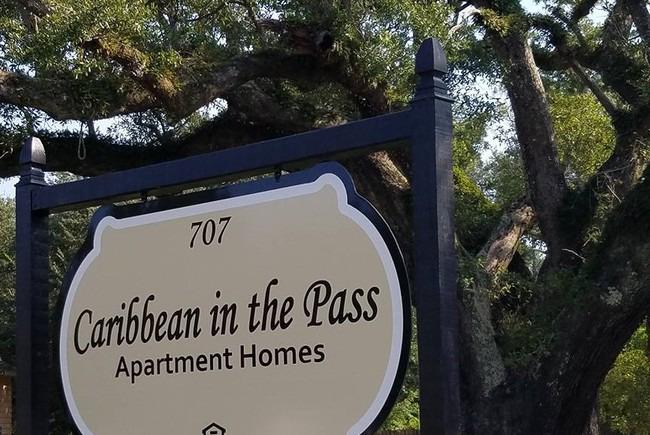 707
Caribbean in the Pass
Apartment Homes